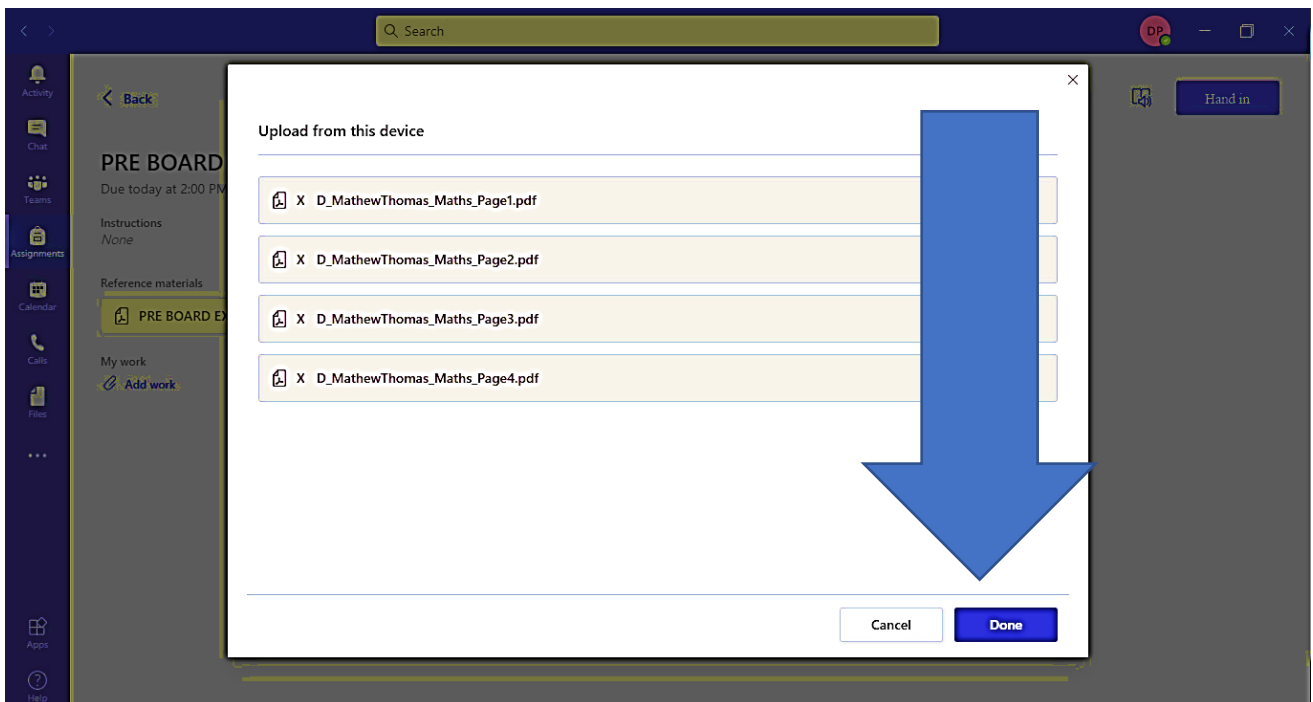 Search
DP
Activity
Chat
Teams
Assignments
Calendar
Calls
Files
Apps
Help
Back
PRE BOARD
Due today at 2:00 PM
Instructions
None
Reference materials
PRE BOARD EX
My work
Add work
Hand in
Upload from this device
X D_MathewThomas_Maths_Page1.pdf
X D_MathewThomas_Maths_Page2.pdf
X D_MathewThomas_Maths_Page3.pdf
X D_MathewThomas_Maths_Page4.pdf
Cancel
Done